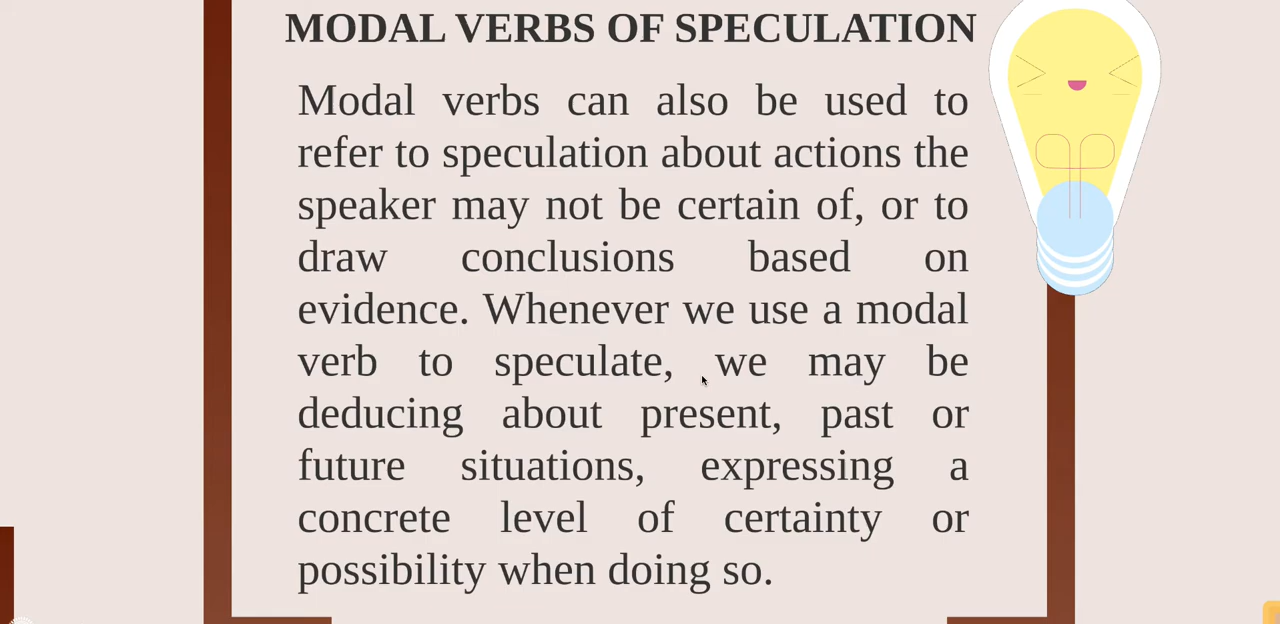 MODAL VERBS OF SPECULATION
Modal verbs can also be used to
refer to speculation about actions the
speaker may not be certain of, or to
draw conclusions based on
evidence. Whenever we use a modal
verb to speculate, we may be
deducing about present, past or
future situations, expressing a
concrete level of certainty or
possibility when doing so.